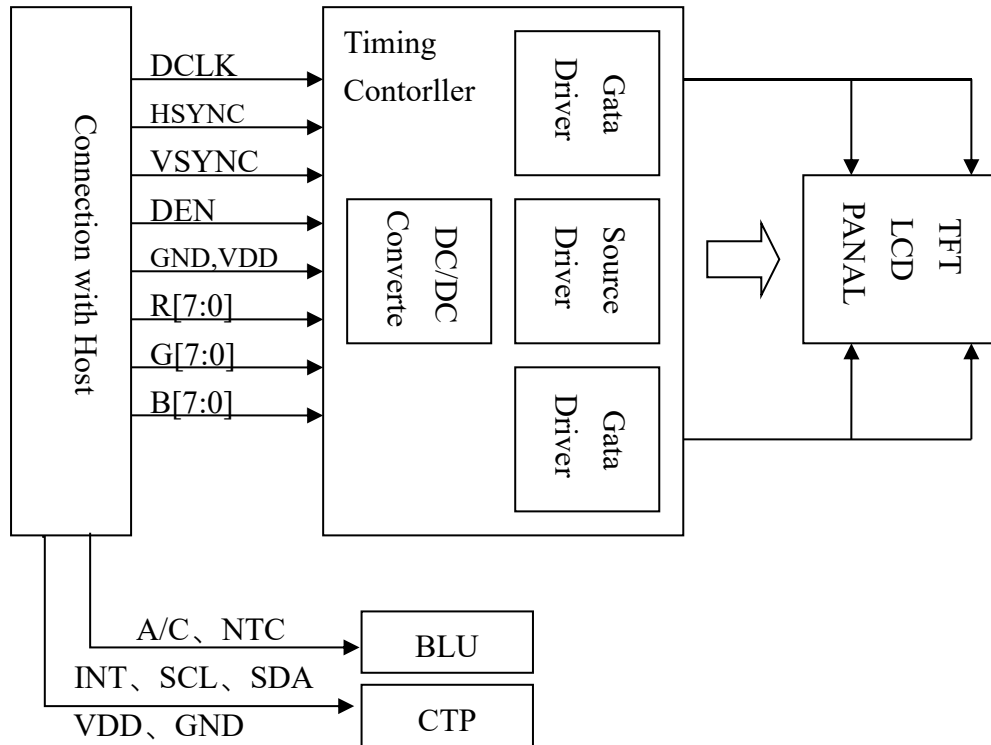 Connection with Host
DCLK
HSYNC
VSYNC
DEN
GND,VDD
R[7:0]
G[7:0]
B[7:0]
Timing
Contorller
Gata
Driver
DC/DC
Converte
Source
Driver
Gata
Driver
TFT
LCD
PANAL
A/C、NTC
BLU
INT、SCL、SDA
VDD、GND
CTP